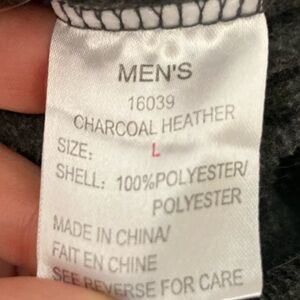 MEN'S
16039
CHARCOAL HEATHER
SIZE: L
SHELL: 100%POLYESTER/
POLYESTER
MADE IN CHINA/
FAIT EN CHINE
SEE REVERSE FOR CARE